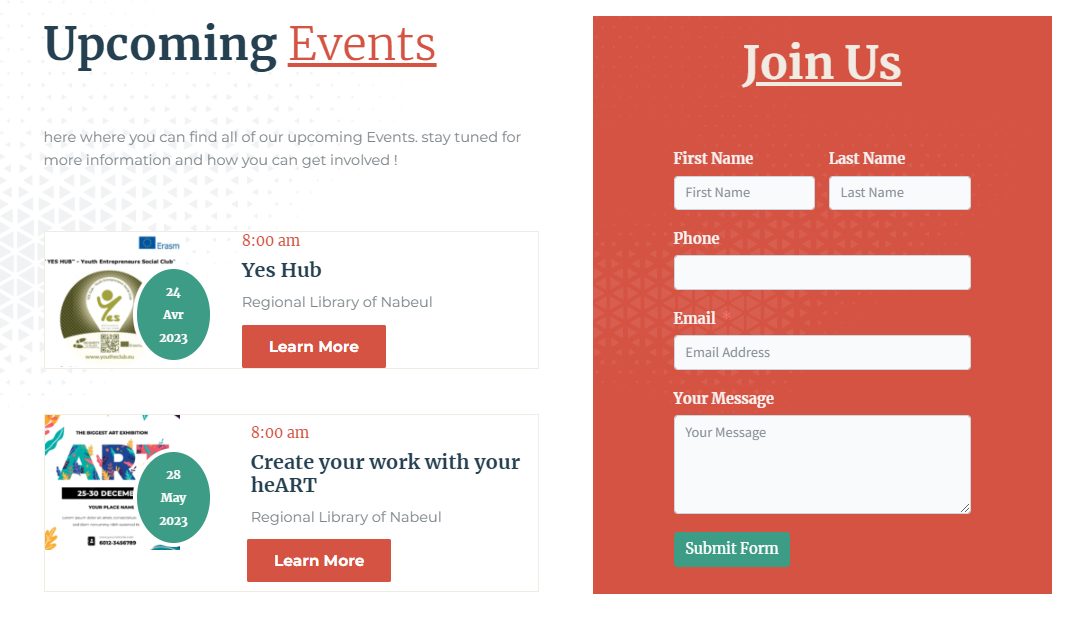 Upcoming Events
here where you can find all of our upcoming Events. stay tuned for
more information and how you can get involved !
Erasm
YES HUB" - Youth Entrepreneurs Social Club"
Yes
www.youtheclub.eu
24
Avr
2023
8:00 am
Yes Hub
Regional Library of Nabeul
Learn More
THE BIGGEST ART EXHIBITION
ART
25-30 DECEMBE
YOUR PLACE NAME
6012-3456789
28
May
2023
8:00 am
Create your work with your
heART
Regional Library of Nabeul
Learn More
Join Us
First Name Last Name
First Name Last Name
Phone
Email *
Email Address
Your Message
Your Message
Submit Form